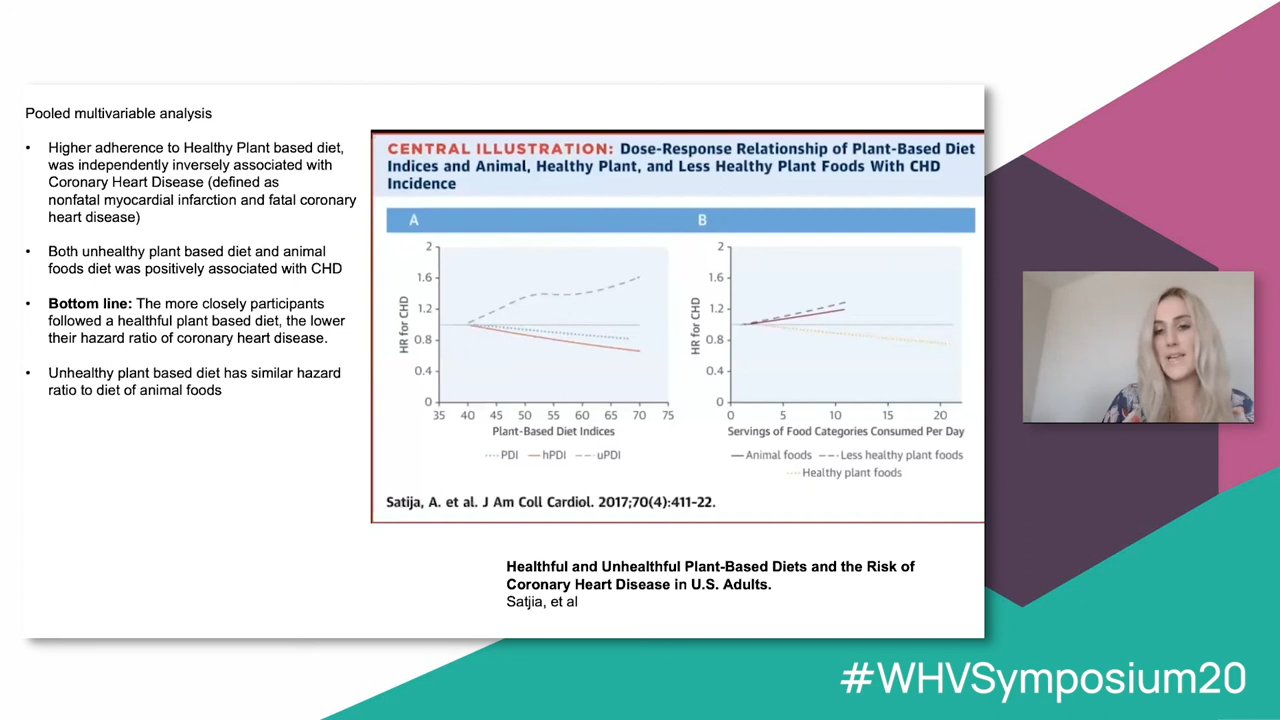 Pooled multivariable analysis
• Higher adherence to Healthy Plant based diet,
was independently inversely associated with
Coronary Heart Disease (defined as
nonfatal myocardial infarction and fatal coronary
heart disease)
• Both unhealthy plant based diet and animal
foods diet was positively associated with CHD
• Bottom line: The more closely participants
followed a healthful plant based diet, the lower
their hazard ratio of coronary heart disease.
• Unhealthy plant based diet has similar hazard
ratio to diet of animal foods
CENTRAL ILLUSTRATION: Dose-Response Relationship of Plant-Based Diet
Indices and Animal, Healthy Plant, and Less Healthy Plant Foods With CHD
Incidence
A
HR for CHD
2
1.6
1.2
0.8
0.4
0
35 40 45 50 55 60 65 70 75
Plant-Based Diet Indices
PDI hPDI uPDI
B
HR for CHD
2
1.6
1.2
0.8
0.4
0
0 5 10 15 20
Servings of Food Categories Consumed Per Day
Animal foods Less healthy plant foods
Healthy plant foods
Satija, A. et al. J Am Coll Cardiol. 2017;70(4):411-22.
Healthful and Unhealthful Plant-Based Diets and the Risk of
Coronary Heart Disease in U.S. Adults.
Satjia, et al
#WHVSymposium20